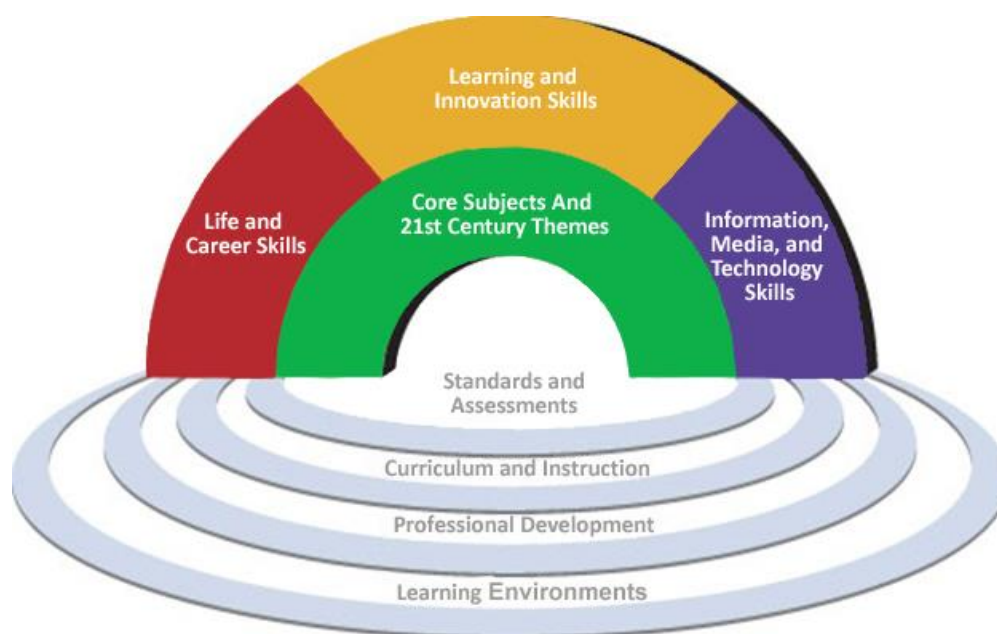 Learning and
Innovation Skills
Core Subjects And
21st Century Themes
Life and
Career Skills
Information,
Media, and
Technology
Skills
Standards and
Assessments
Curriculum and Instruction
Professional Development
Learning Environments